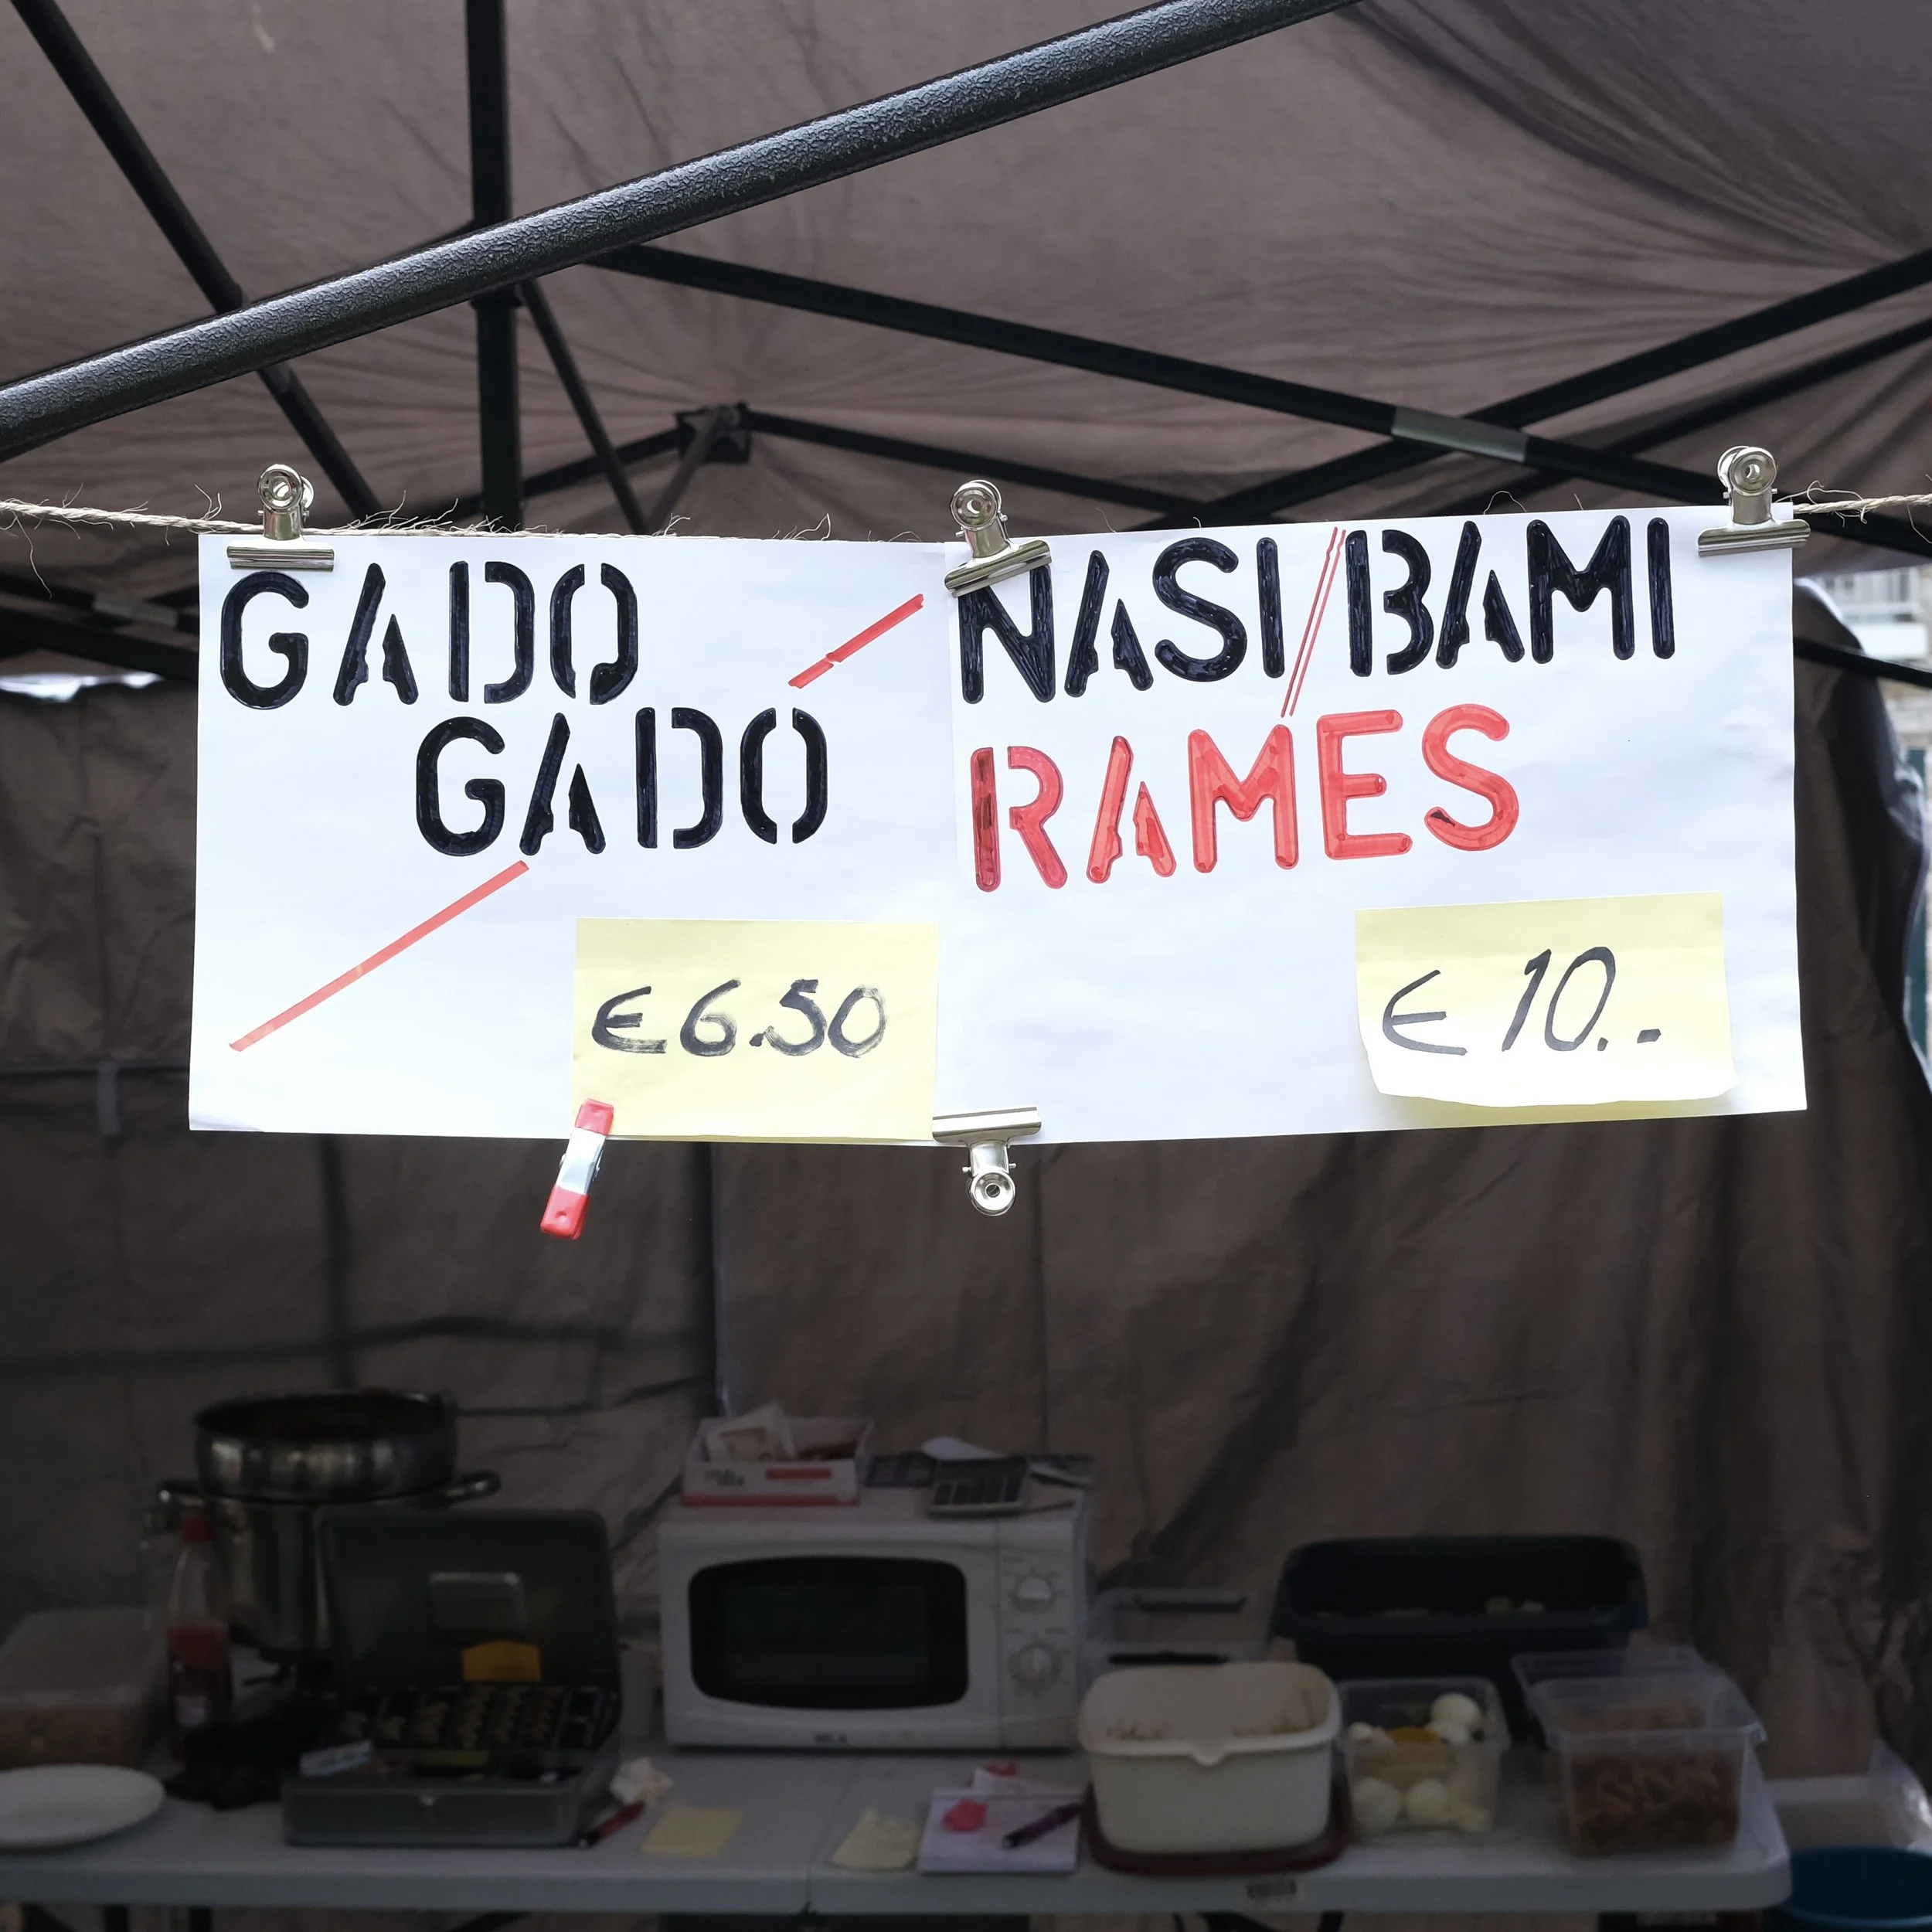 GADO
GADO
€ 6.50
NASI/BAMI
RAMES
€ 10.-